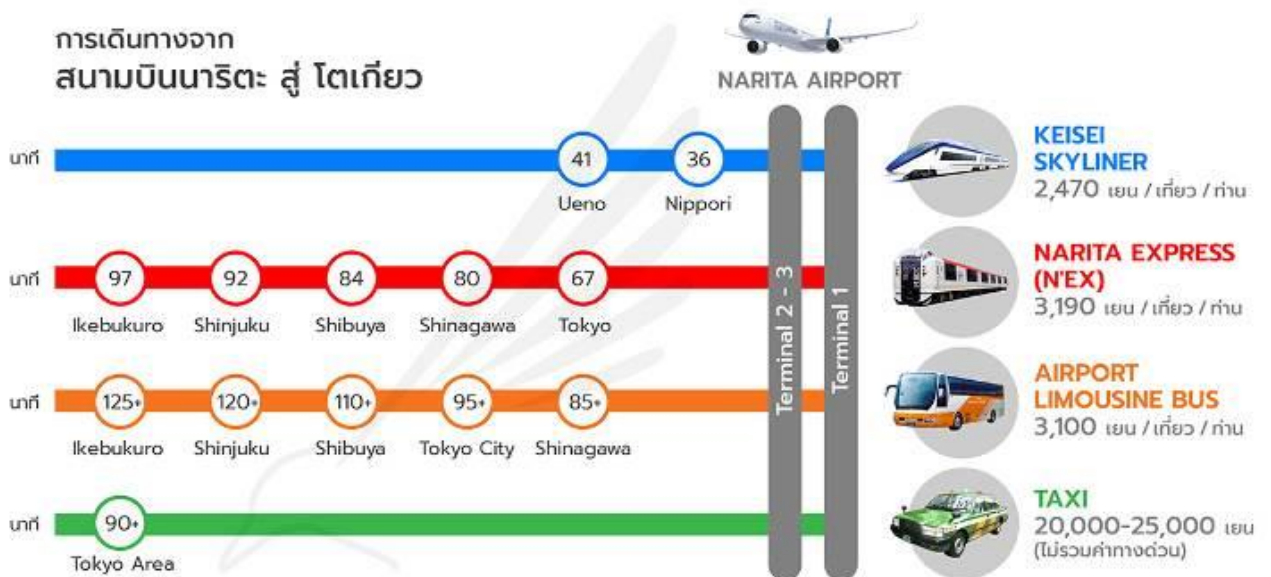 การเดินทางจาก
สนามบินนาริตะ สู่ โตเกียว
NARITA AIRPORT
นาที
41
36
Ueno
Nippori
KEISEI
SKYLINER
2,470 เยน / เที่ยว / ท่าน
นาที
97
92
84
80
67
Ikebukuro
Shinjuku
Shibuya
Shinagawa
Tokyo
NARITA EXPRESS
(N'EX)
3,190 เยน / เที่ยว / ท่าน
Terminal 2 - 3
Terminal 1
นาที
125+
120+
110+
95+
85+
Ikebukuro
Shinjuku
Shibuya
Tokyo City
Shinagawa
AIRPORT
LIMOUSINE BUS
3,100 เยน / เที่ยว / ท่าน
นาที
90+
Tokyo Area
TAXI
20,000-25,000 เยน
(ไม่รวมค่าทางด่วน)